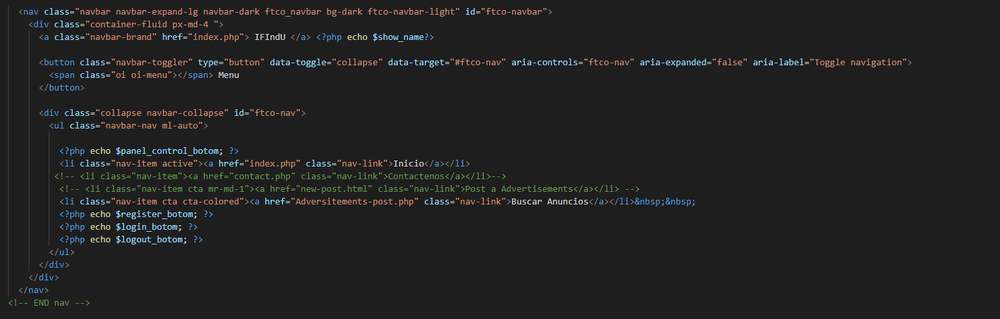 <nav class="navbar navbar-expand-lg navbar-dark ftco_navbar bg-dark ftco-navbar-light" id="ftco-navbar">
<div class="container-fluid px-md-4 ">
<a class="navbar-brand" href="index.php"> IFIndU </a> <?php echo $show_name?>
<button class="navbar-toggler" type="button" data-toggle="collapse" data-target="#ftco-nav" aria-controls="ftco-nav" aria-expanded="false" aria-label="Toggle navigation">
<span class="oi oi-menu"></span> Menu
</button>
<div class="collapse navbar-collapse" id="ftco-nav">
<ul class="navbar-nav ml-auto">
<?php echo $panel_control_botom; ?>
<li class="nav-item active"><a href="index.php" class="nav-link">Inicio</a></li>
<!-- <li class="nav-item"><a href="contact.php" class="nav-link">Contactenos</a></li>-->
<!-- <li class="nav-item cta mr-md-1"><a href="new-post.html" class="nav-link">Post a Advertisements</a></li> -->
<li class="nav-item cta cta-colored"><a href="Adversitements-post.php" class="nav-link">Buscar Anuncios</a></li>&nbsp;&nbsp;
<?php echo $register_botom; ?>
<?php echo $login_botom; ?>
<?php echo $logout_botom; ?>
</ul>
</div>
</div>
</nav>
<!-- END nav -->